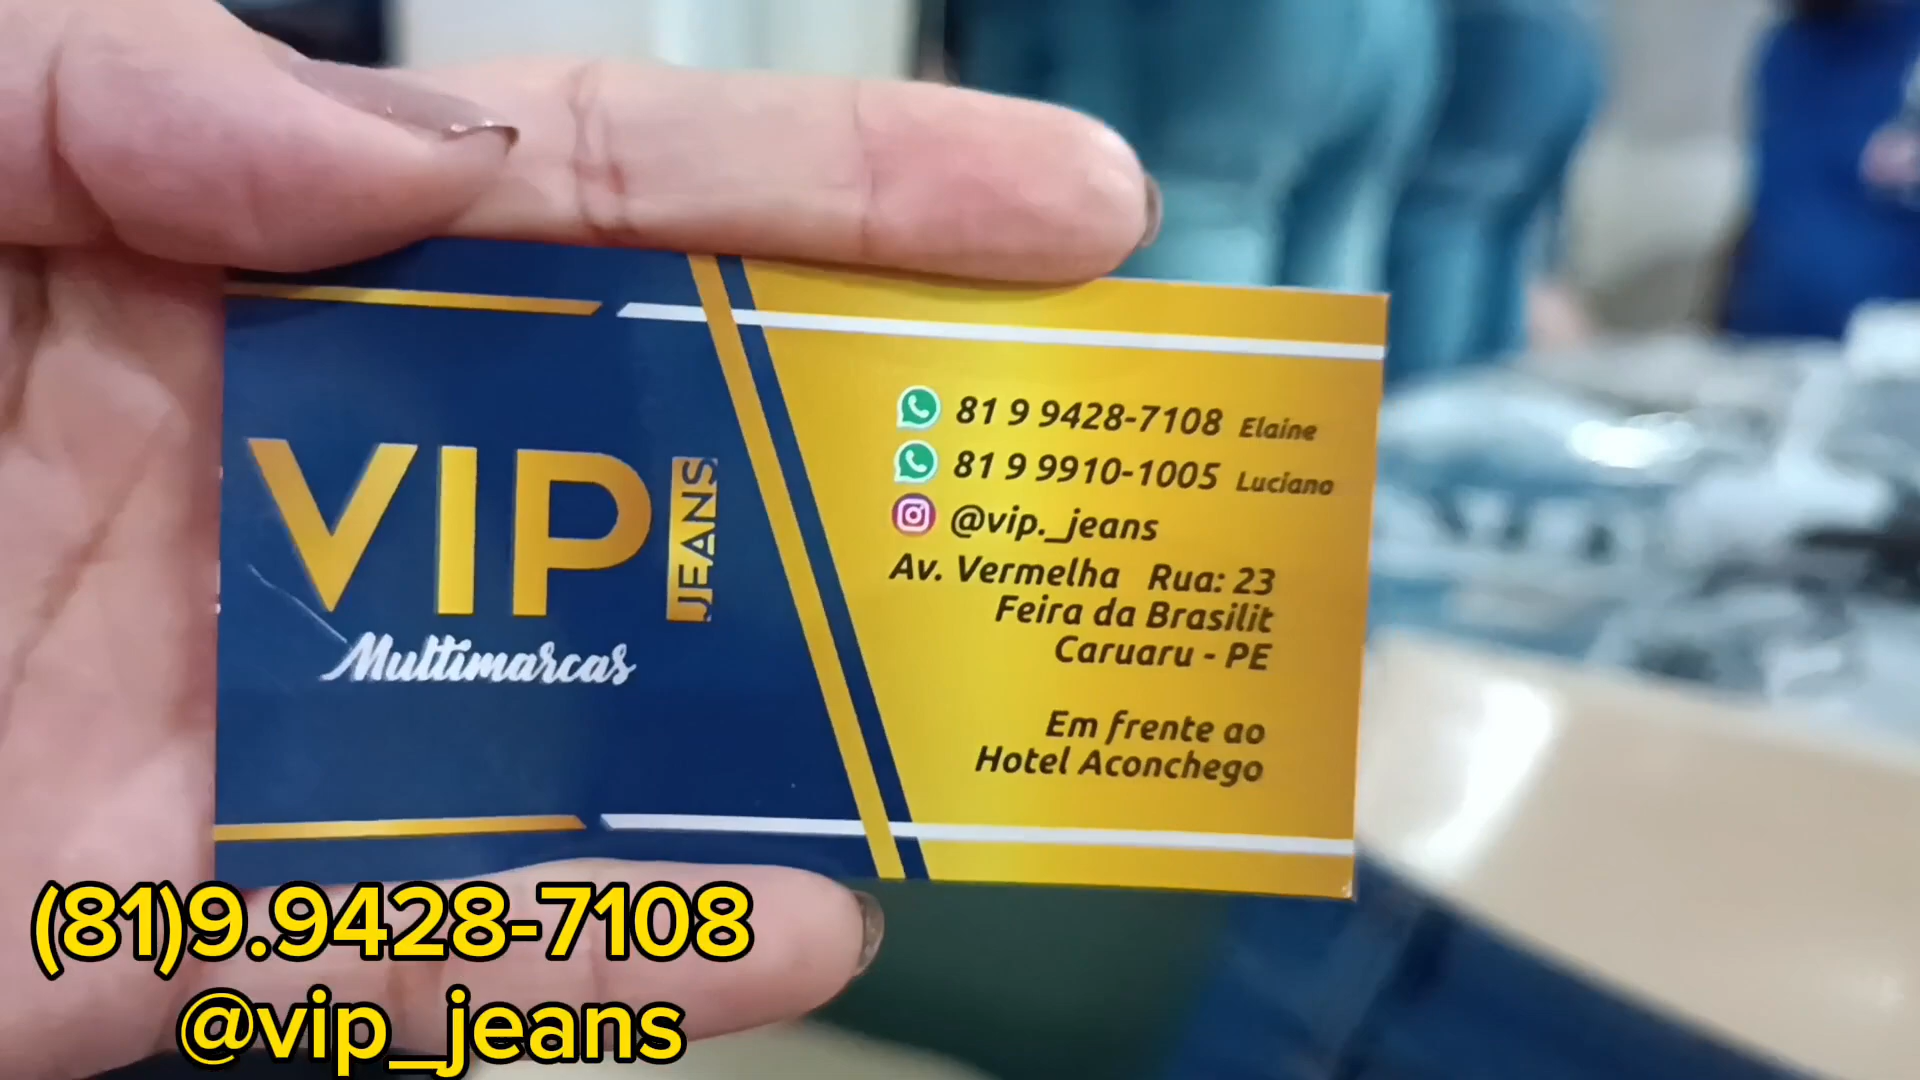 VIP
JEANS
Multimarcas
81 9 9428-7108 Elaine
81 9 9910-1005 Luciano
@vip._jeans
Av. Vermelha Rua: 23
Feira da Brasilit
Caruaru - PE
Em frente ao
Hotel Aconchego
(81)9.9428-7108
@vip_jeans